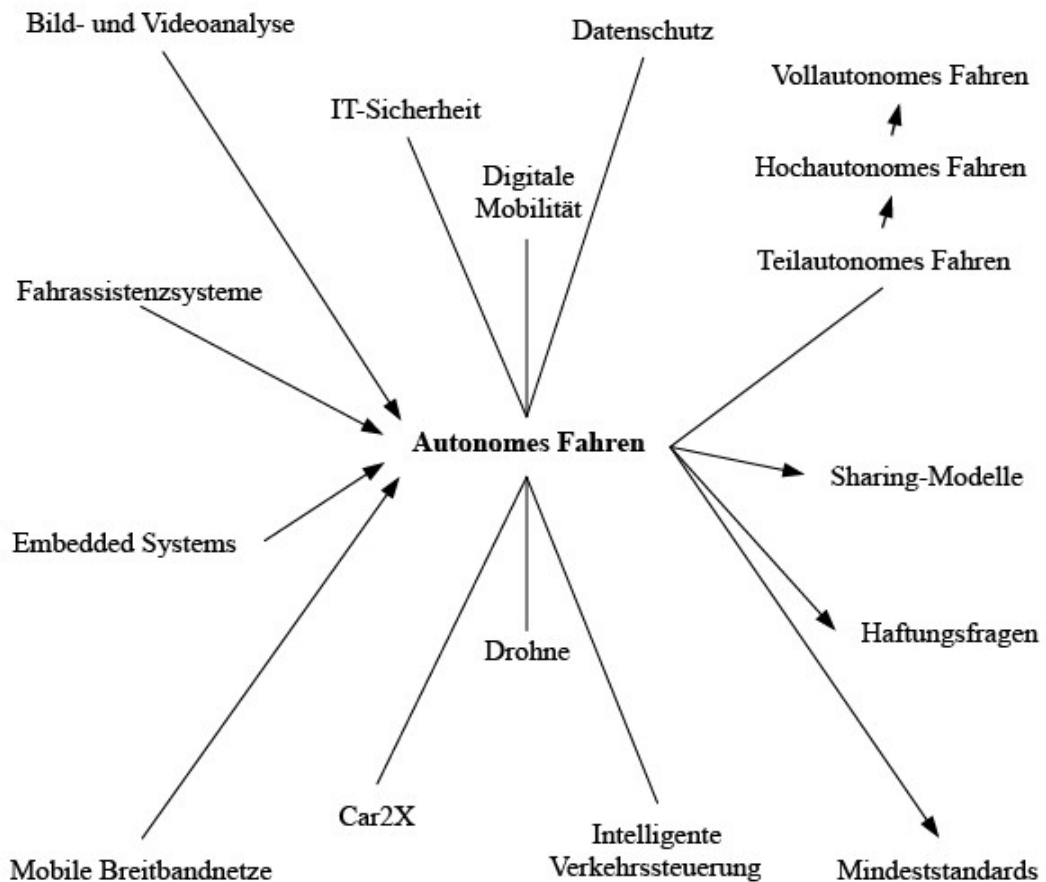 Bild- und Videoanalyse
Datenschutz
Vollautonomes Fahren
IT-Sicherheit
Hochautonomes Fahren
Digitale
Mobilität
Teilautonomes Fahren
Fahrassistenzsysteme
Autonomes Fahren
Sharing-Modelle
Embedded Systems
Haftungsfragen
Drohne
Car2X
Intelligente
Verkehrssteuerung
Mobile Breitbandnetze
Mindeststandards